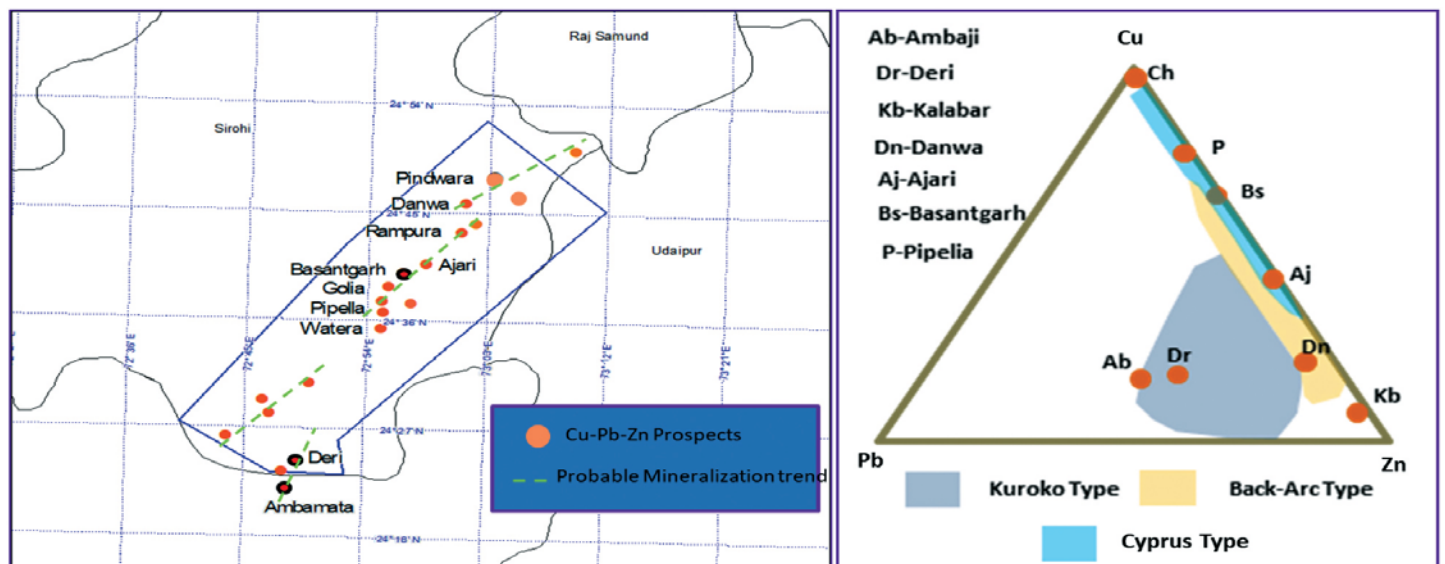 Raj Samund
24° 54' N
Sirohi
Pindwara
Danwa
24° 45' N
Rampura
Udaipur
Basantgarh
Ajari
Golia
Pipella
24° 36' N
Watera
72° 36' E
72° 45' E
72° 54' E
73° 03' E
73° 12' E
73° 21' E
24° 27' N
Deri
Ambamata
24° 18' N
Cu-Pb-Zn Prospects
Probable Mineralization trend
Ab-Ambaji
Dr-Deri
Kb-Kalabar
Dn-Danwa
Aj-Ajari
Bs-Basantgarh
P-Pipelia
Cu
Ch
P
Bs
Aj
Dn
Ab
Dr
Kb
Pb
Zn
Kuroko Type
Back-Arc Type
Cyprus Type